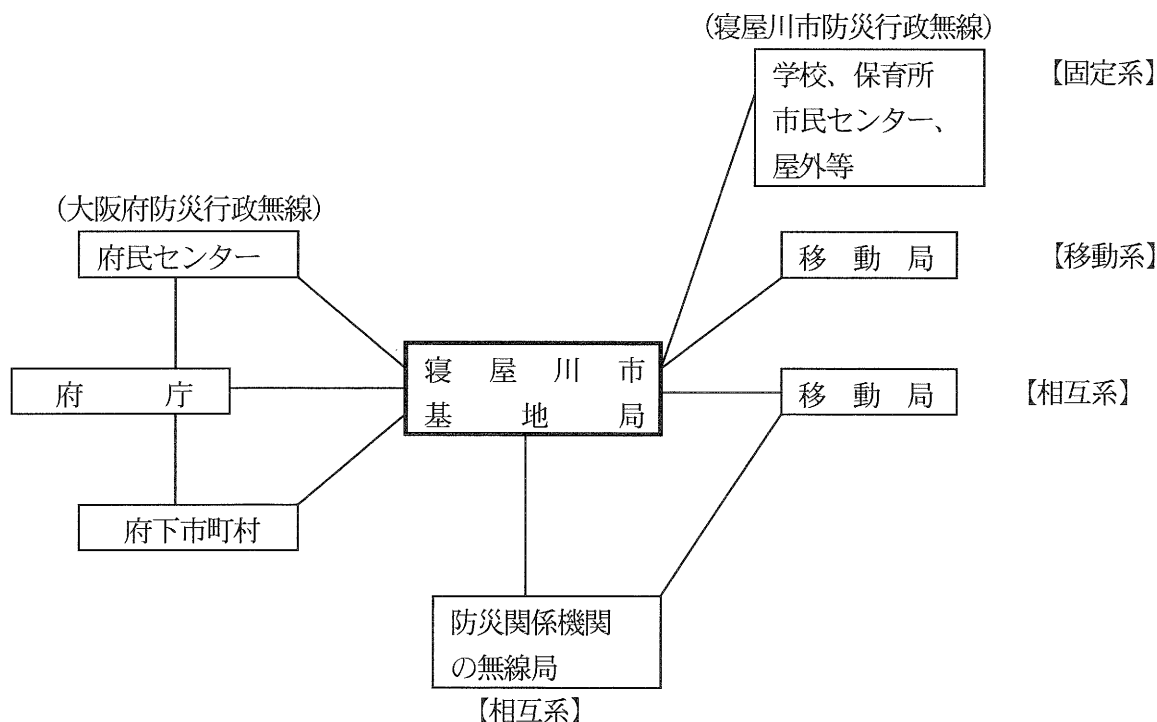 (寝屋川市防災行政無線)
学校、保育所
市民センター、
屋外等
【固定系】
(大阪府防災行政無線)
府民センター
移動局
【移動系】
寝屋川市
基地局
府庁
移動局
【相互系】
府下市町村
防災関係機関
の無線局
【相互系】